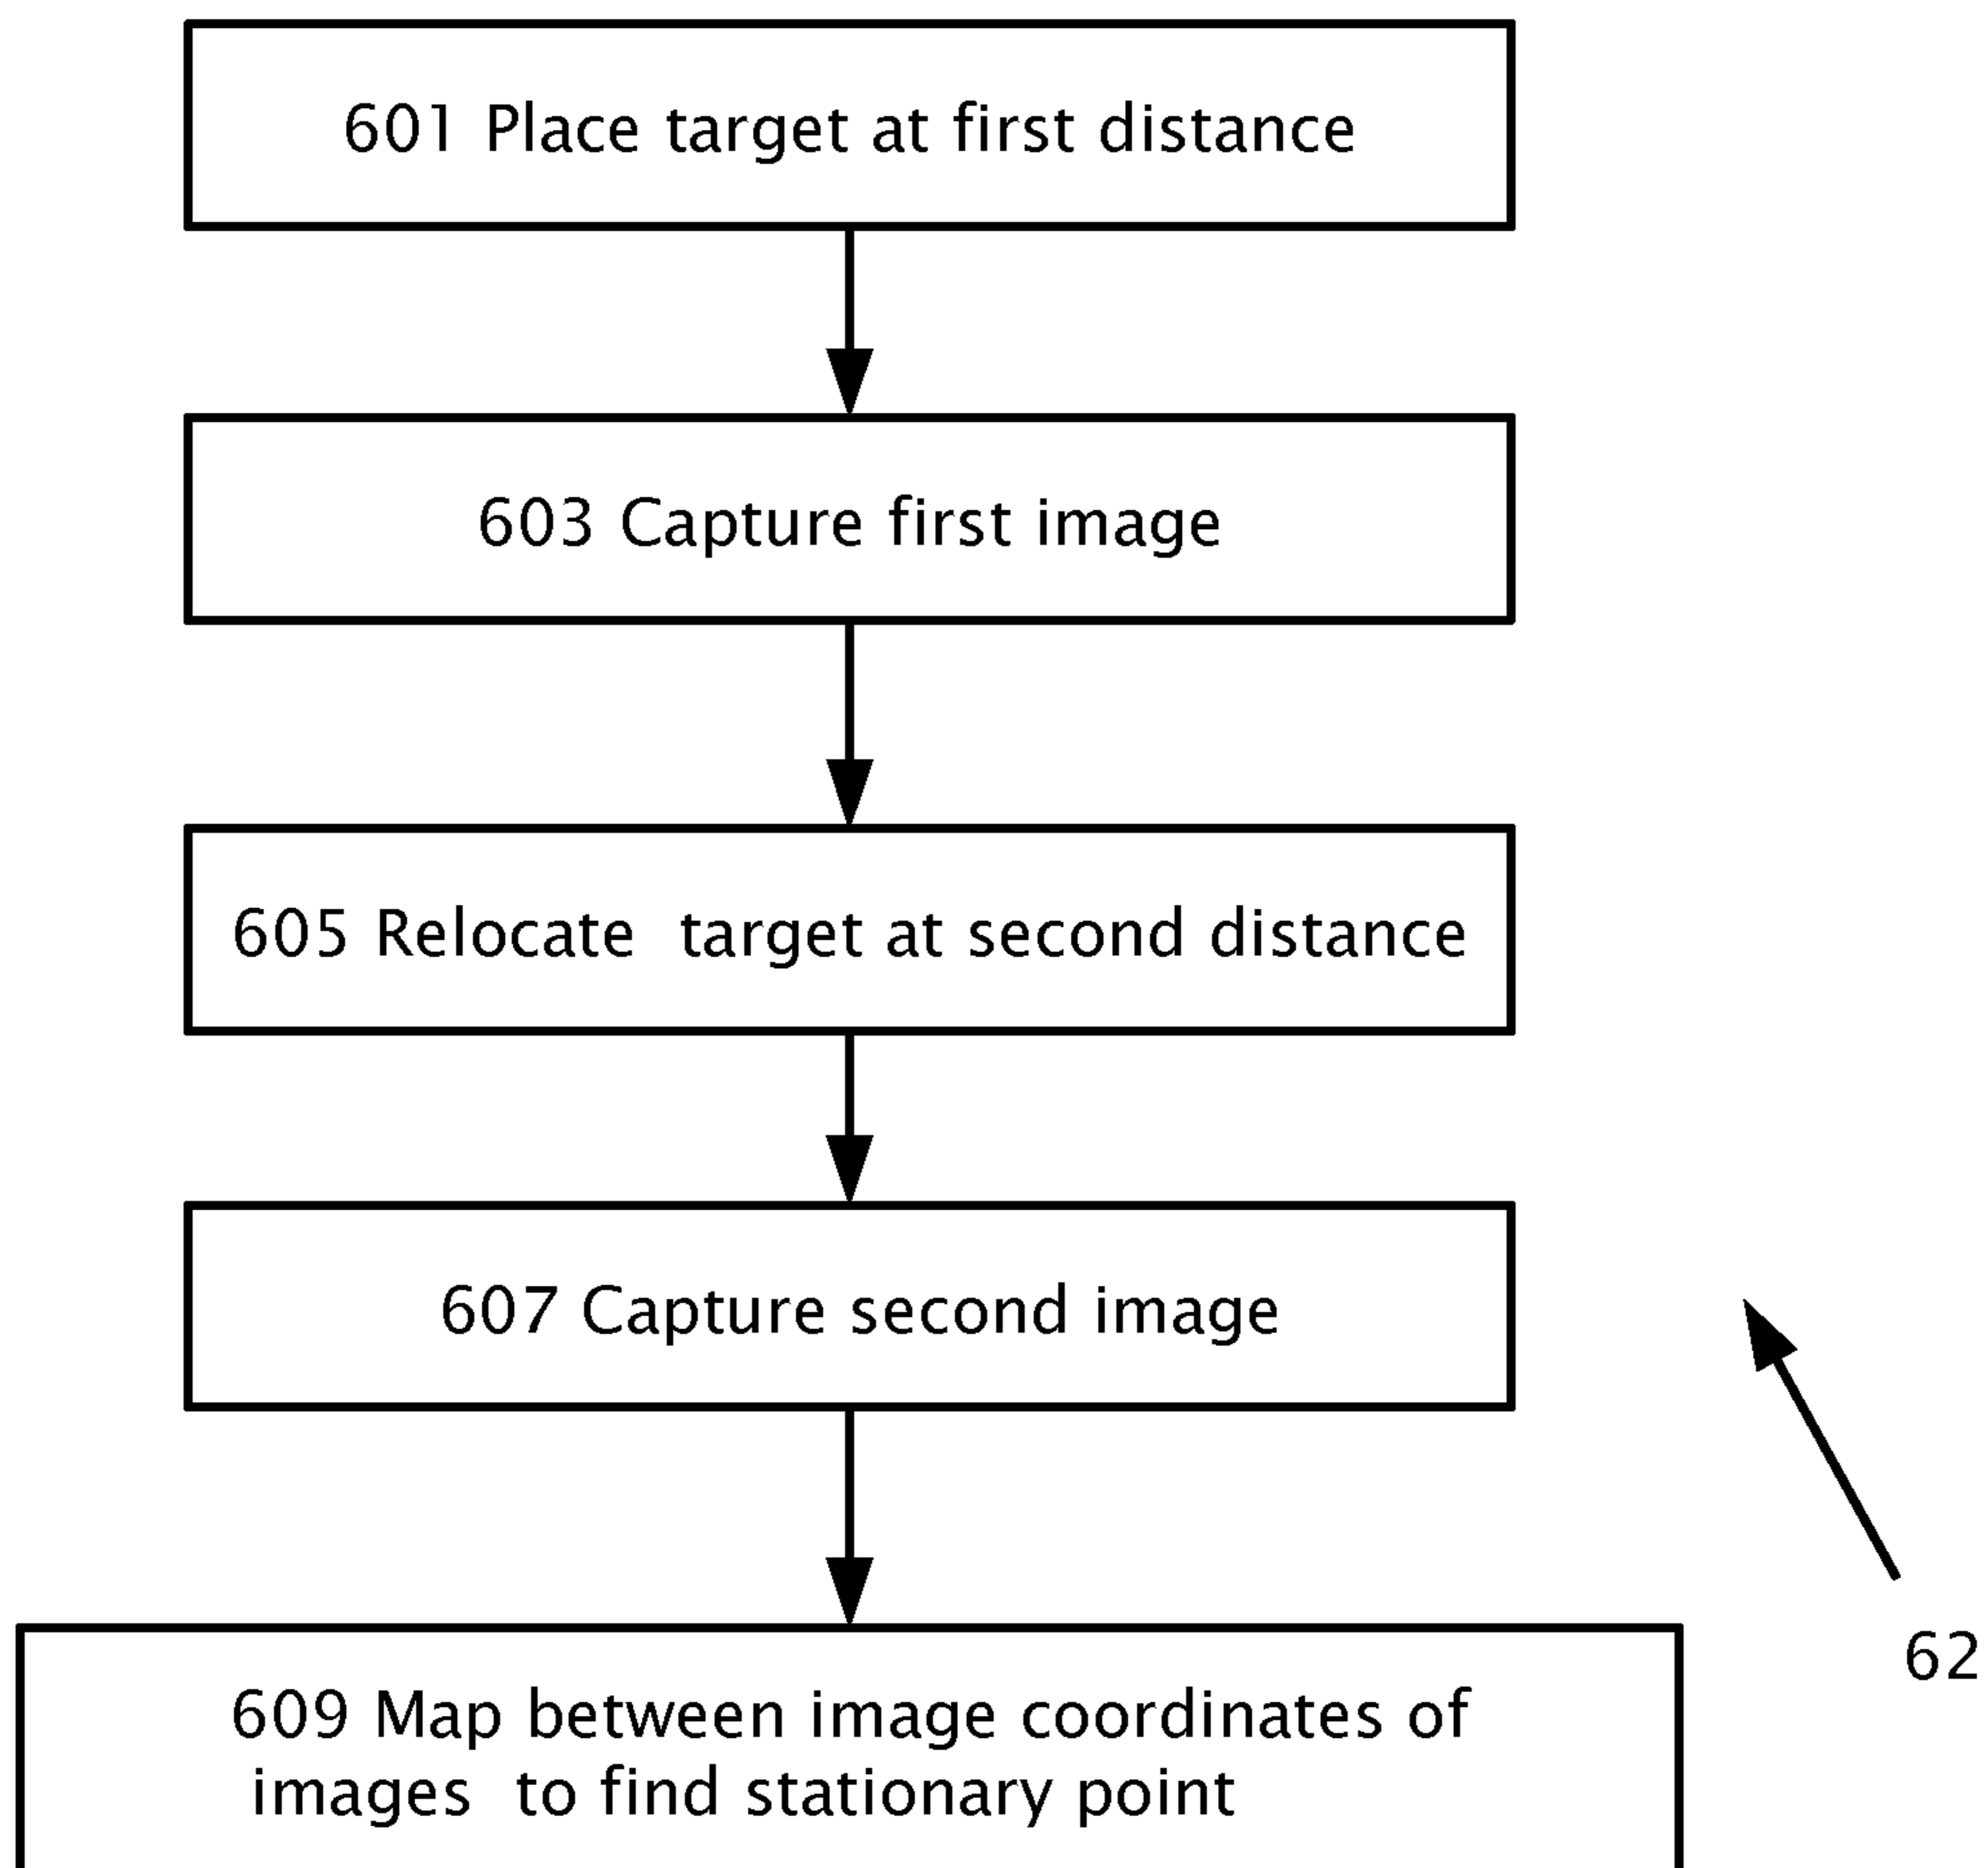 601 Place target at first distance
603 Capture first image
605 Relocate  target at second distance
607 Capture second image
62
609 Map between image coordinates of
images  to find stationary point